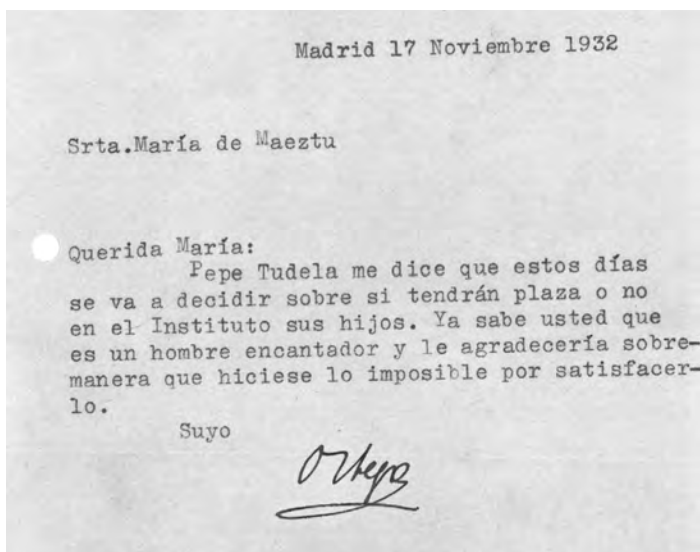 Madrid 17 Noviembre 1932
Srta.María de Maeztu
Querida María:
Pepe Tudela me dice que estos días
se va a decidir sobre si tendrán plaza o no
en el Instituto sus hijos. Ya sabe usted que
es un hombre encantador y le agradecería sobre-
manera que hiciese lo imposible por satisfacer-
lo.
Suyo
Ortega